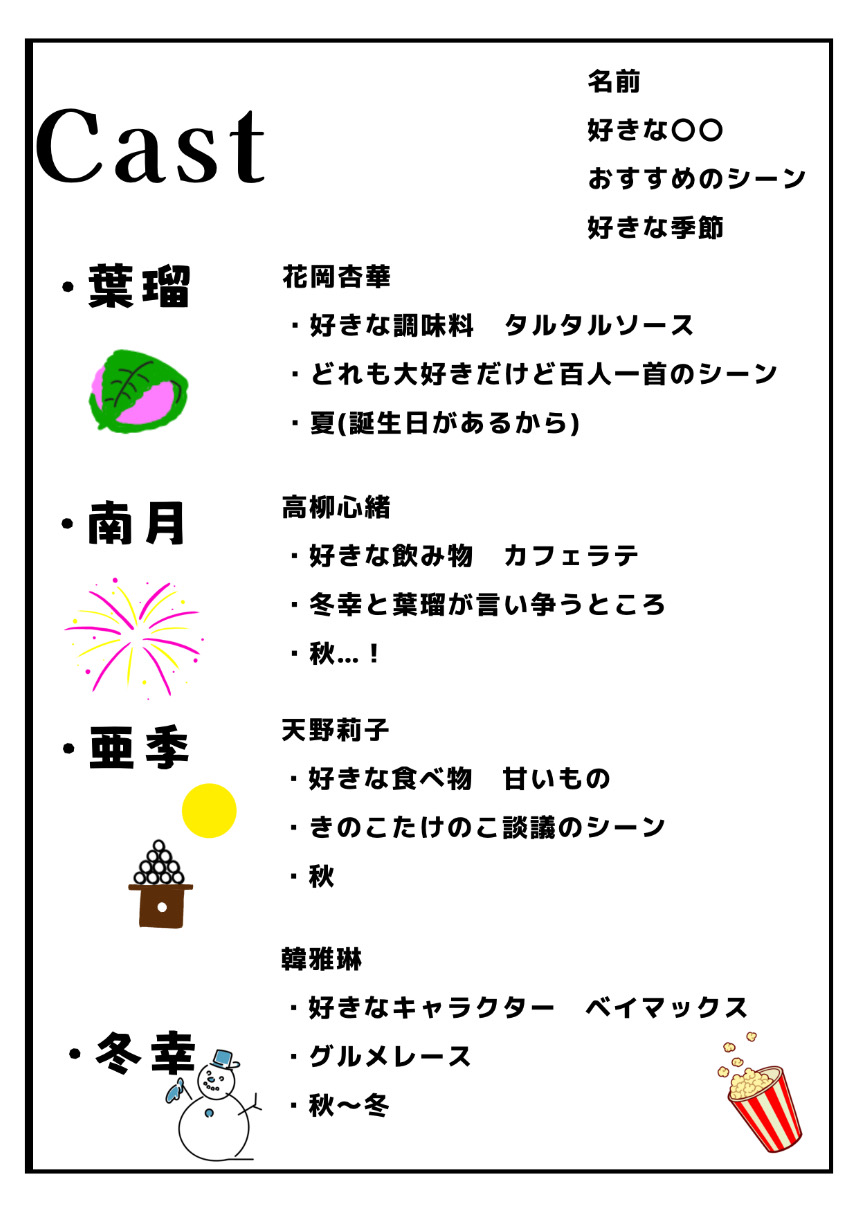 Cast
名前
好きな〇〇
おすすめのシーン
好きな季節
・葉瑠
花岡杏華
・好きな調味料　タルタルソース
・どれも大好きだけど百人一首のシーン
・夏(誕生日があるから)
・南月
高柳心緒
・好きな飲み物　カフェラテ
・冬幸と葉瑠が言い争うところ
・秋…！
・亜季
天野莉子
・好きな食べ物　甘いもの
・きのこたけのこ談議のシーン
・秋
・冬幸
韓雅琳
・好きなキャラクター　ベイマックス
・グルメレース
・秋〜冬